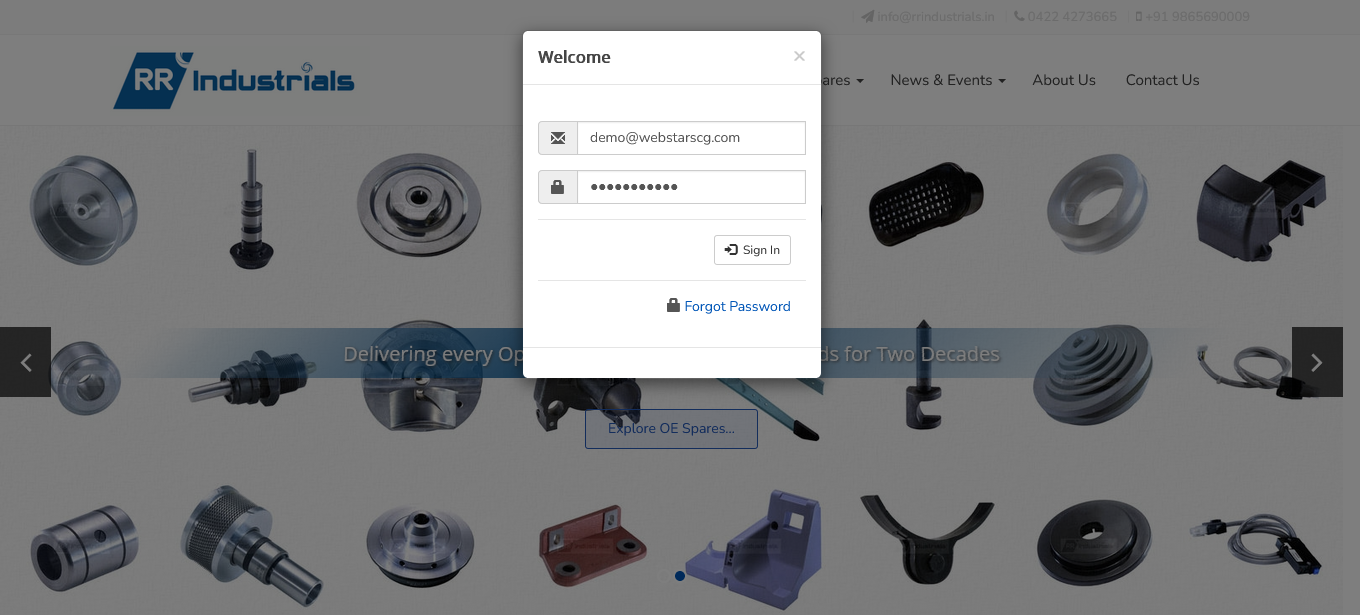 info@rrindustrials.in 0422 4273665 +91 9865690009
Welcome ×
RR Industrials
ares News & Events About Us Contact Us
demo@webstarscg.com
•••••••••••
Sign In
Forgot Password
Delivering every Op ds for Two Decades
Explore OE Spares...